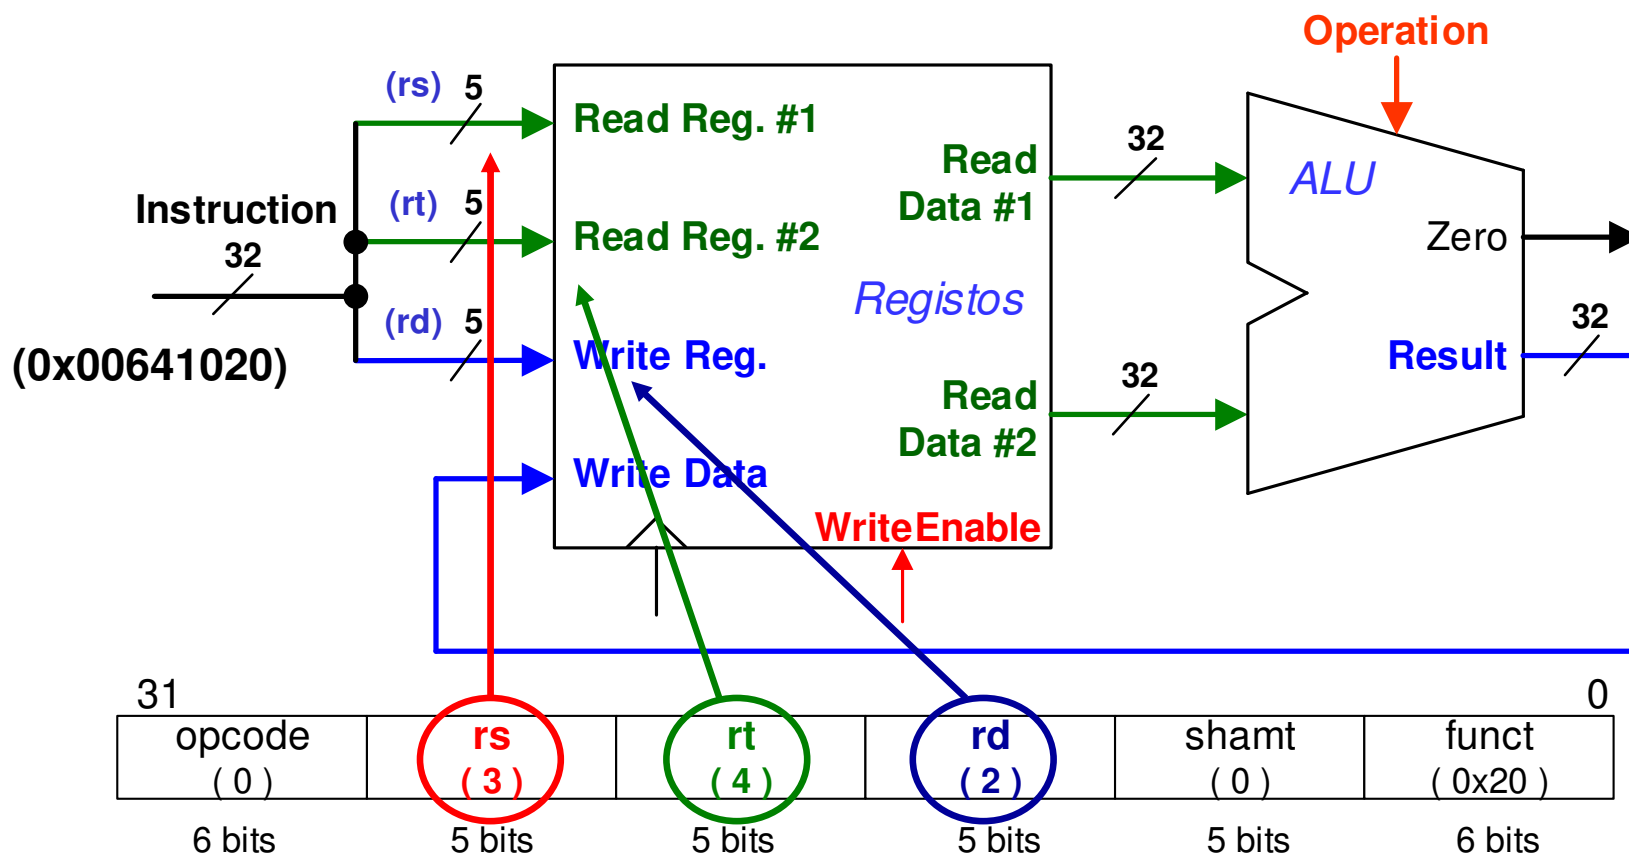 Operation
(rs) 5
Read Reg. #1
32
Read
Data #1
ALU
Instruction
32
(rt) 5
Read Reg. #2
Zero
Registos
(rd) 5
(0x00641020)
Write Reg.
32
Result
32
Read
Data #2
Write Data
WriteEnable
31 0
opcode rs rt rd shamt funct
( 0 ) ( 3 ) ( 4 ) ( 2 ) ( 0 ) ( 0x20 )
6 bits 5 bits 5 bits 5 bits 5 bits 6 bits